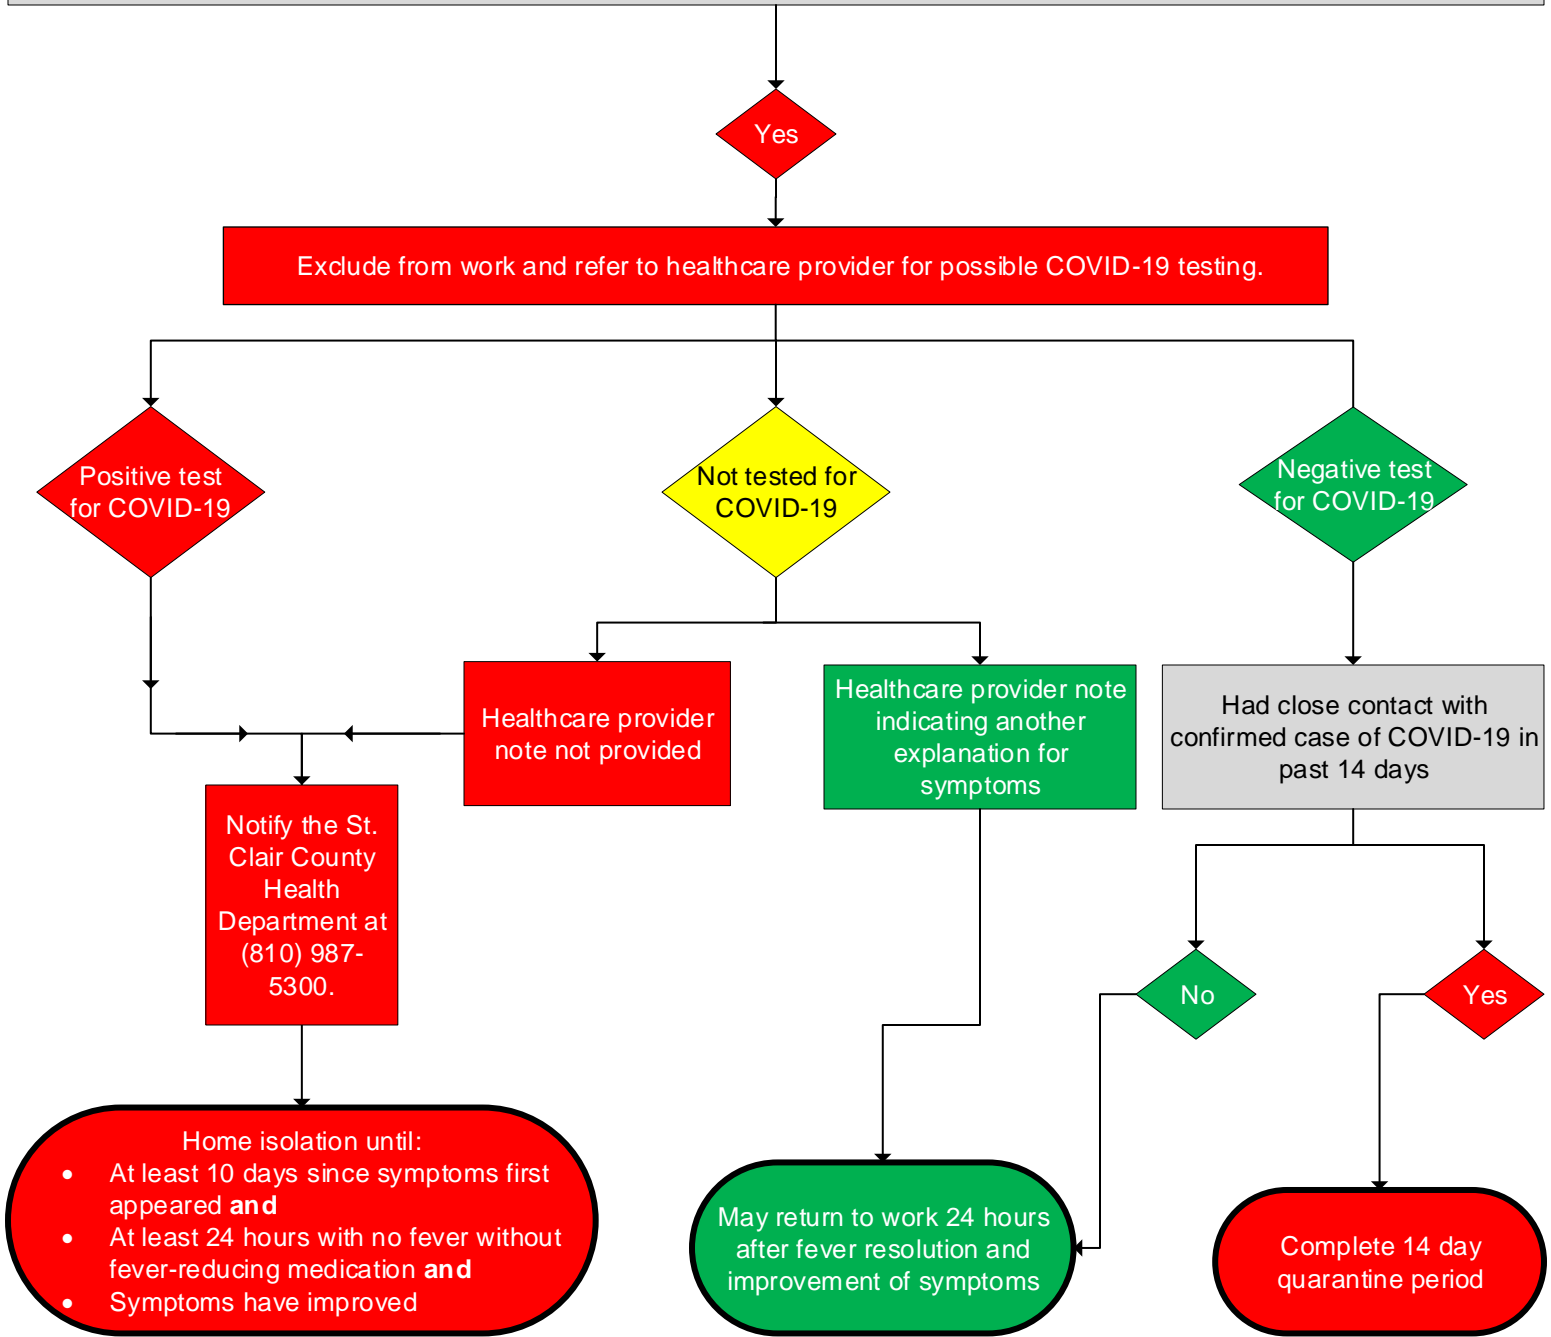 Yes
Exclude from work and refer to healthcare provider for possible COVID-19 testing.
Positive test
for COVID-19
Not tested for
COVID-19
Negative test
for COVID-19
Healthcare provider
note not provided
Healthcare provider note
indicating another
explanation for
symptoms
Had close contact with
confirmed case of COVID-19 in
past 14 days
Notify the St.
Clair County
Health
Department at
(810) 987-
5300.
No
Yes
Home isolation until:
• At least 10 days since symptoms first
appeared and
• At least 24 hours with no fever without
fever-reducing medication and
• Symptoms have improved
May return to work 24 hours
after fever resolution and
improvement of symptoms
Complete 14 day
quarantine period